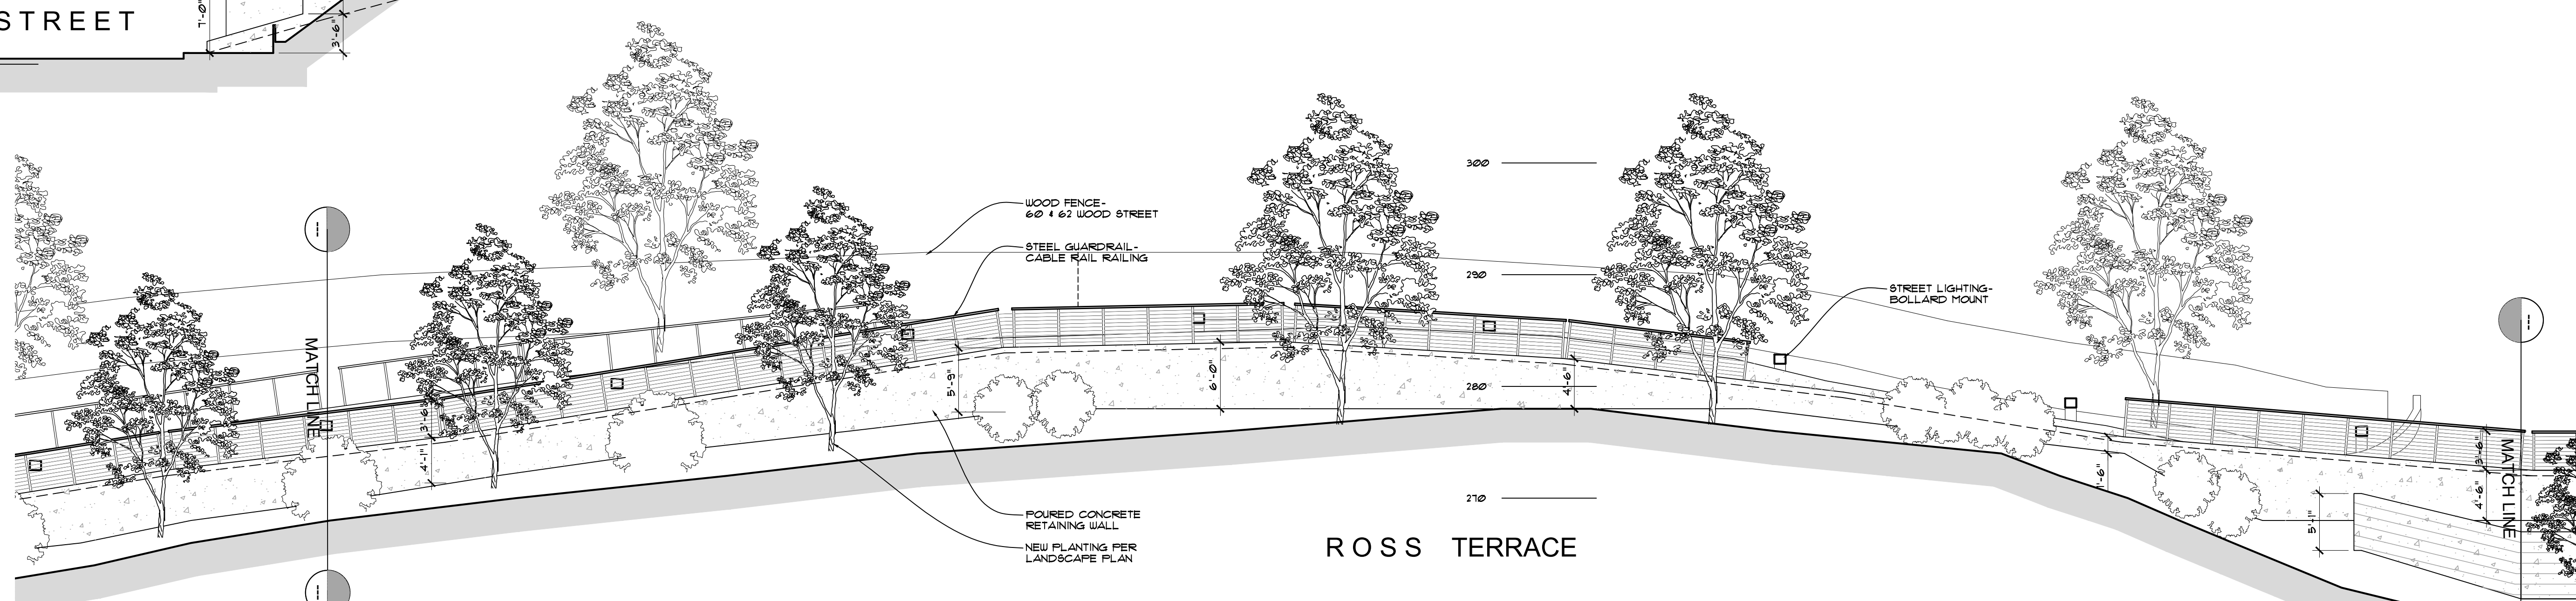 STREET
7'-0"
3'-6"
WOOD FENCE-
60 & 62 WOOD STREET
STEEL GUARDRAIL-
CABLE RAIL RAILING
300
290
280
270
STREET LIGHTING-
BOLLARD MOUNT
MATCH LINE
3'-6"
4'-1"
5'-9"
6'-0"
4'-6"
1'-6"
5'-1"
3'-6"
4'-6"
MATCH LINE
POURED CONCRETE
RETAINING WALL
NEW PLANTING PER
LANDSCAPE PLAN
ROSS TERRACE